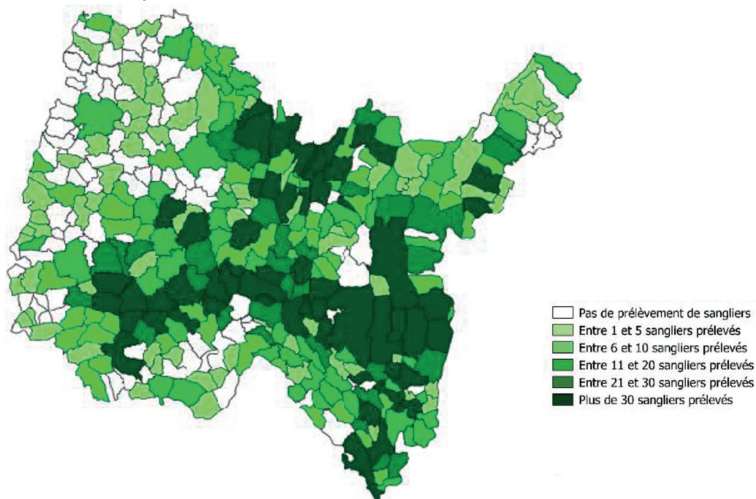 Pas de prélèvement de sangliers
Entre 1 et 5 sangliers prélevés
Entre 6 et 10 sangliers prélevés
Entre 11 et 20 sangliers prélevés
Entre 21 et 30 sangliers prélevés
Plus de 30 sangliers prélevés